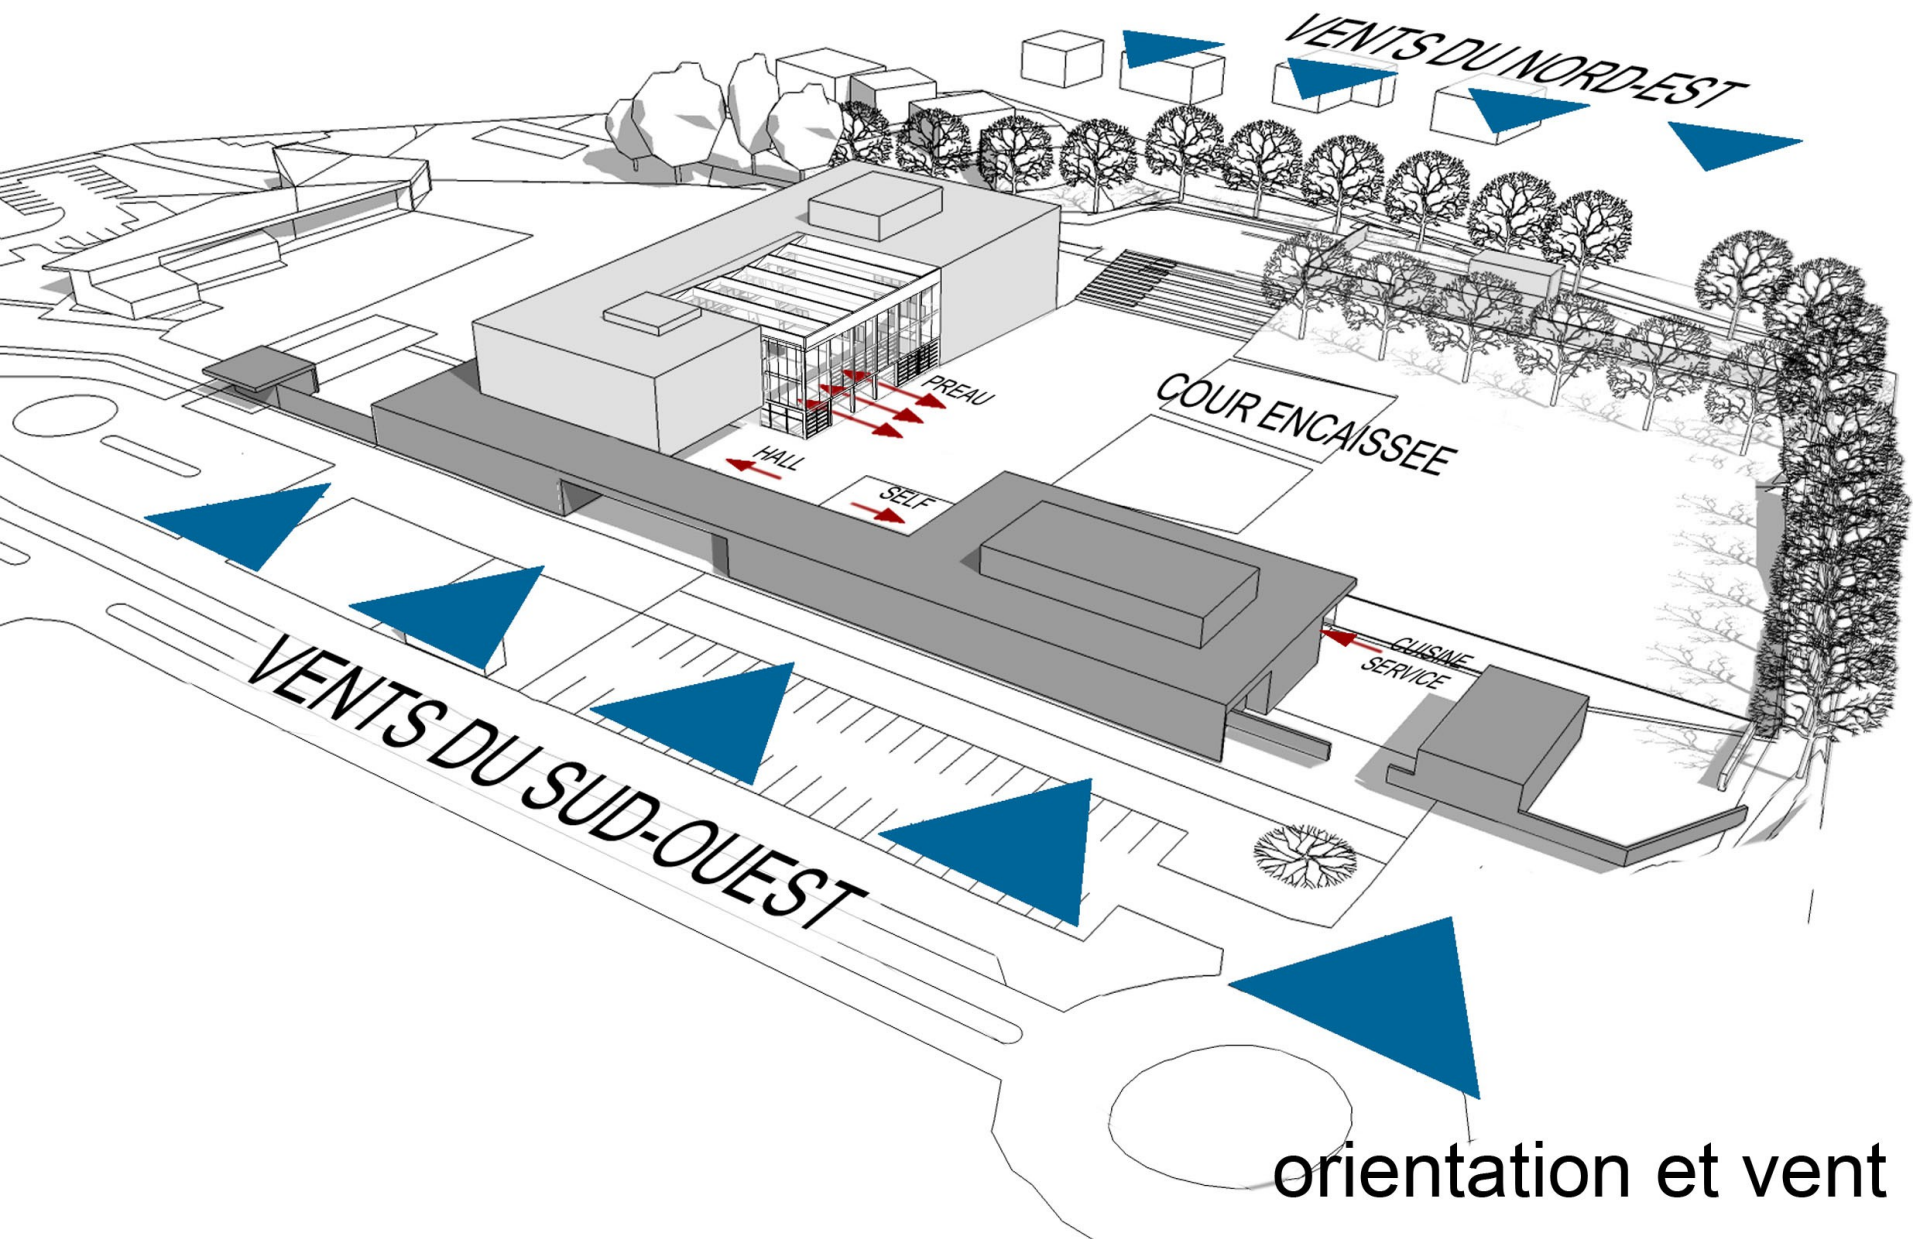 VENTS DU NORD-EST
PREAU
COUR ENCAISSEE
HALL
SELF
CUISINE
SERVICE
VENTS DU SUD-OUEST
orientation et vent